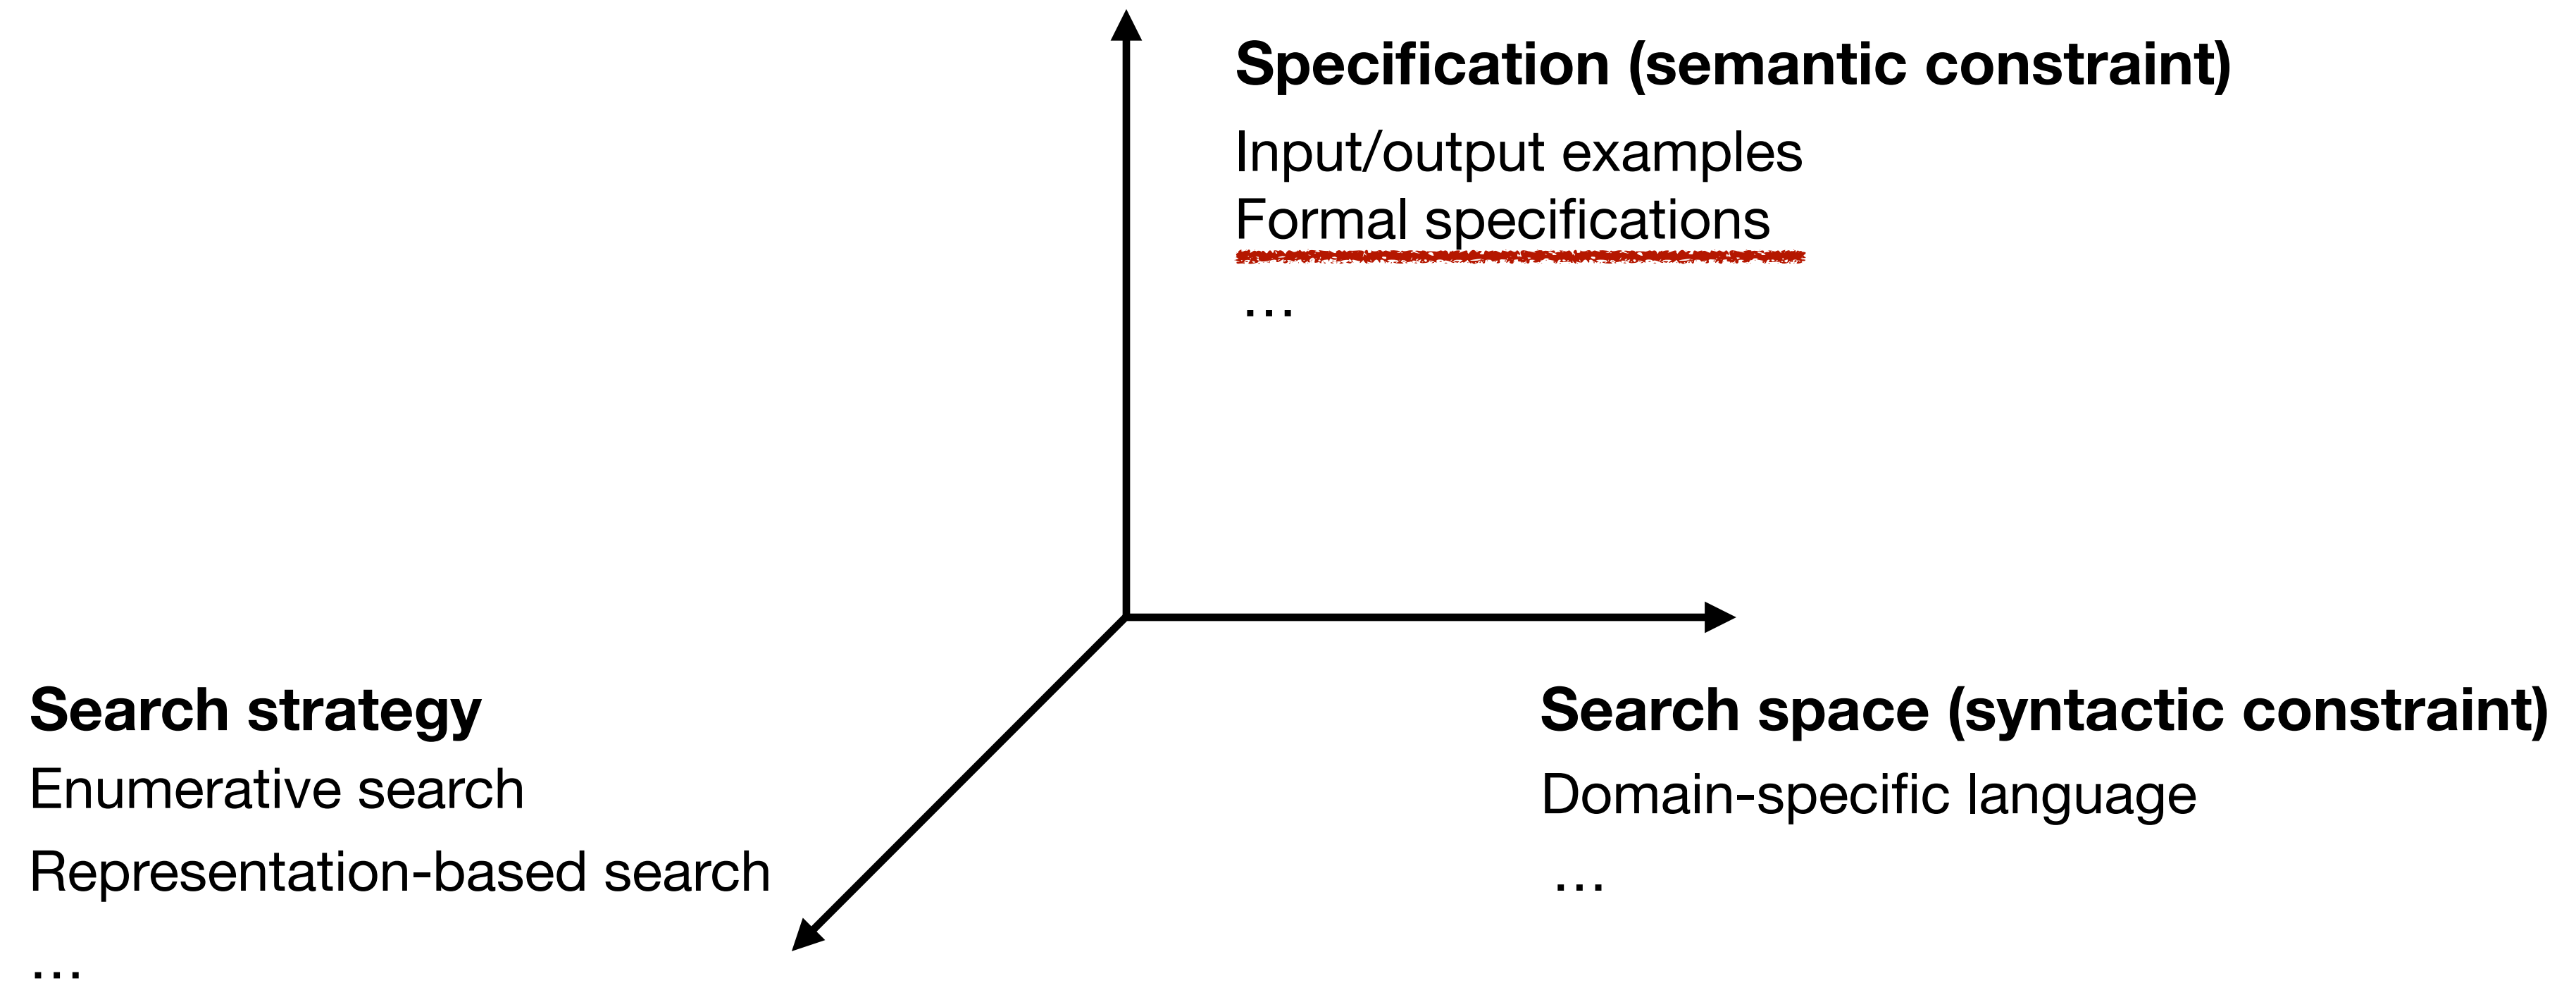 Specification (semantic constraint)
Input/output examples
Formal specifications
…
Search strategy
Enumerative search
Representation-based search
…
Search space (syntactic constraint)
Domain-specific language
…